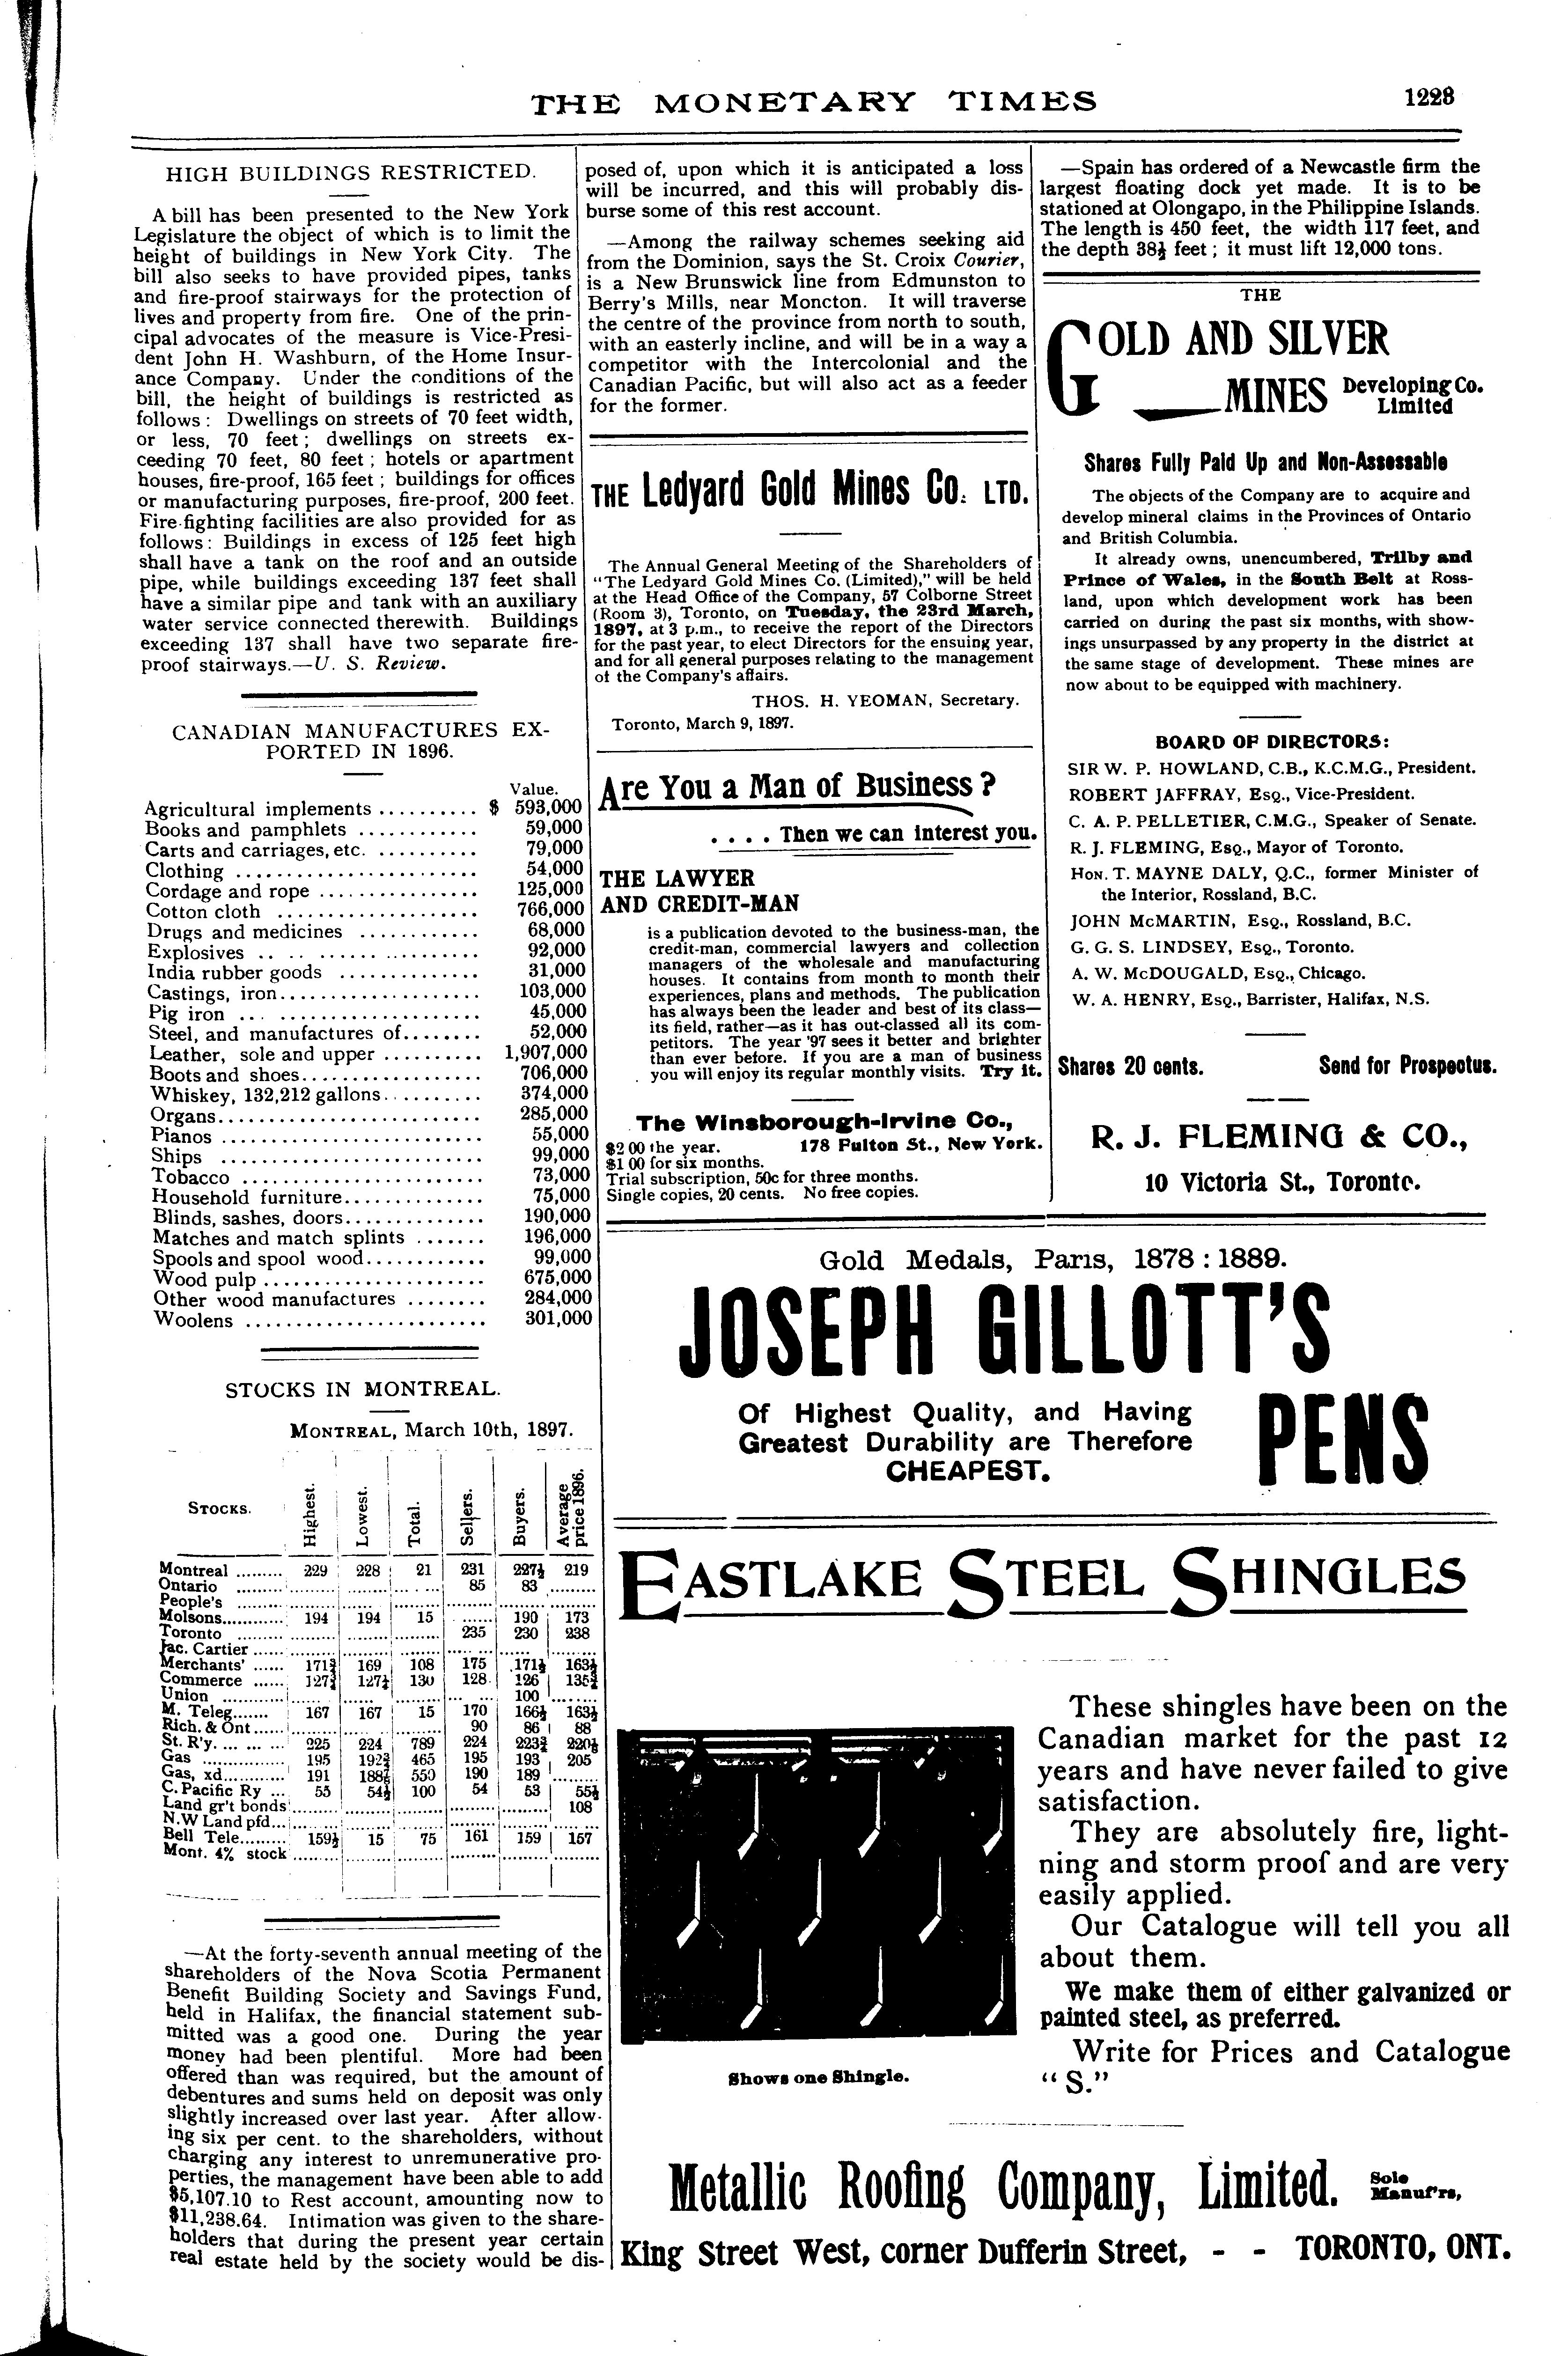 THE MONETARY TIMES 1223
HIGH BUILDINGS RESTRICTED.
A bill has been presented to the New York
Legislature the object of which is to limit the
height of buildings in New York City. The
bill also seeks to have provided pipes, tanks
and fire-proof stairways for the protection of
lives and property from fire. One of the prin-
cipal advocates of the measure is Vice-Presi-
dent John H. Washburn, of the Home Insur-
ance Company. Under the conditions of the
bill, the height of buildings is restricted as
follows: Dwellings on streets of 70 feet width,
or less, 70 feet; dwellings on streets ex-
ceeding 70 feet, 80 feet; hotels or apartment
houses, fire-proof, 165 feet; buildings for offices
or manufacturing purposes, fire-proof, 200 feet.
Fire-fighting facilities are also provided for as
follows: Buildings in excess of 125 feet high
shall have a tank on the roof and an outside
pipe, while buildings exceeding 137 feet shall
have a similar pipe and tank with an auxiliary
water service connected therewith. Buildings
exceeding 137 shall have two separate fire-
proof stairways.—U. S. Review.
CANADIAN MANUFACTURES EX-
PORTED IN 1896.
Value.
Agricultural implements .......... $ 593,000
Books and pamphlets ............ 59,000
Carts and carriages, etc. .......... 79,000
Clothing ........................ 54,000
Cordage and rope ................ 125,000
Cotton cloth .................... 766,000
Drugs and medicines ............ 68,000
Explosives ...................... 92,000
India rubber goods .............. 31,000
Castings, iron.................... 103,000
Pig iron ........................ 45,000
Steel, and manufactures of........ 52,000
Leather, sole and upper .......... 1,907,000
Boots and shoes.................. 706,000
Whiskey, 132,212 gallons.......... 374,000
Organs.......................... 285,000
Pianos .......................... 55,000
Ships .......................... 99,000
Tobacco ........................ 73,000
Household furniture.............. 75,000
Blinds, sashes, doors.............. 190,000
Matches and match splints ....... 196,000
Spools and spool wood............ 99,000
Wood pulp ...................... 675,000
Other wood manufactures ........ 284,000
Woolens ........................ 301,000
STOCKS IN MONTREAL.
MONTREAL, March 10th, 1897.
STOCKS. Highest. Lowest. Total. Sellers. Buyers. Average price 1896.
Montreal ........ 229 228 21 231 227½ 219
Ontario ........ 85 83
People's ........
Molsons.......... 194 194 15 190 173
Toronto ........ 235 230 238
Jac. Cartier ......
Merchants' ...... 171¾ 169 108 175 171½ 163½
Commerce ...... 127¾ 127½ 130 128 126 135¾
Union .......... 100
M. Teleg....... 167 167 15 170 166½ 163½
Rich. & Ont...... 90 86 88
St. R'y. ........ 225 224 789 224 223¾ 220½
Gas ............ 195 192¾ 465 195 193 205
Gas, xd.......... 191 188½ 550 190 189
C. Pacific Ry ... 55 54½ 100 54 53 55½
Land gr't bonds 108
N.W Land pfd...
Bell Tele........ 159½ 15 75 161 159 157
Mont. 4% stock
—At the forty-seventh annual meeting of the
shareholders of the Nova Scotia Permanent
Benefit Building Society and Savings Fund,
held in Halifax, the financial statement sub-
mitted was a good one. During the year
money had been plentiful. More had been
offered than was required, but the amount of
debentures and sums held on deposit was only
slightly increased over last year. After allow-
ing six per cent. to the shareholders, without
charging any interest to unremunerative pro-
perties, the management have been able to add
$5,107.10 to Rest account, amounting now to
$11,238.64. Intimation was given to the share-
holders that during the present year certain
real estate held by the society would be dis-
posed of, upon which it is anticipated a loss
will be incurred, and this will probably dis-
burse some of this rest account.
—Among the railway schemes seeking aid
from the Dominion, says the St. Croix Courier,
is a New Brunswick line from Edmunston to
Berry's Mills, near Moncton. It will traverse
the centre of the province from north to south,
with an easterly incline, and will be in a way a
competitor with the Intercolonial and the
Canadian Pacific, but will also act as a feeder
for the former.
THE Ledyard Gold Mines Co. LTD.
The Annual General Meeting of the Shareholders of
"The Ledyard Gold Mines Co. (Limited)," will be held
at the Head Office of the Company, 57 Colborne Street
(Room 3), Toronto, on Tuesday, the 23rd March,
1897, at 3 p.m., to receive the report of the Directors
for the past year, to elect Directors for the ensuing year,
and for all general purposes relating to the management
of the Company's affairs.
THOS. H. YEOMAN, Secretary.
Toronto, March 9, 1897.
Are You a Man of Business?
.... Then we can interest you.
THE LAWYER
AND CREDIT-MAN
is a publication devoted to the business-man, the
credit-man, commercial lawyers and collection
managers of the wholesale and manufacturing
houses. It contains from month to month their
experiences, plans and methods. The publication
has always been the leader and best of its class—
its field, rather—as it has out-classed all its com-
petitors. The year '97 sees it better and brighter
than ever before. If you are a man of business
you will enjoy its regular monthly visits. Try it.
The Winsborough-Irvine Co.,
$2 00 the year. 178 Fulton St., New York.
$1 00 for six months.
Trial subscription, 50c for three months.
Single copies, 20 cents. No free copies.
—Spain has ordered of a Newcastle firm the
largest floating dock yet made. It is to be
stationed at Olongapo, in the Philippine Islands.
The length is 450 feet, the width 117 feet, and
the depth 38½ feet; it must lift 12,000 tons.
THE
GOLD AND SILVER
MINES Developing Co.
Limited
Shares Fully Paid Up and Non-Assessable
The objects of the Company are to acquire and
develop mineral claims in the Provinces of Ontario
and British Columbia.
It already owns, unencumbered, Trilby and
Prince of Wales, in the South Belt at Ross-
land, upon which development work has been
carried on during the past six months, with show-
ings unsurpassed by any property in the district at
the same stage of development. These mines are
now about to be equipped with machinery.
BOARD OF DIRECTORS:
SIR W. P. HOWLAND, C.B., K.C.M.G., President.
ROBERT JAFFRAY, Esq., Vice-President.
C. A. P. PELLETIER, C.M.G., Speaker of Senate.
R. J. FLEMING, Esq., Mayor of Toronto.
Hon. T. MAYNE DALY, Q.C., former Minister of
the Interior, Rossland, B.C.
JOHN McMARTIN, Esq., Rossland, B.C.
G. G. S. LINDSEY, Esq., Toronto.
A. W. McDOUGALD, Esq., Chicago.
W. A. HENRY, Esq., Barrister, Halifax, N.S.
Shares 20 cents. Send for Prospectus.
R. J. FLEMING & CO.,
10 Victoria St., Toronto.
Gold Medals, Paris, 1878 : 1889.
JOSEPH GILLOTT'S
Of Highest Quality, and Having
Greatest Durability are Therefore
CHEAPEST.
PENS
EASTLAKE STEEL SHINGLES
Shows one Shingle.
These shingles have been on the
Canadian market for the past 12
years and have never failed to give
satisfaction.
They are absolutely fire, light-
ning and storm proof and are very
easily applied.
Our Catalogue will tell you all
about them.
We make them of either galvanized or
painted steel, as preferred.
Write for Prices and Catalogue
"S."
Metallic Roofing Company, Limited. Sole
Manuf'rs,
King Street West, corner Dufferin Street, - - TORONTO, ONT.